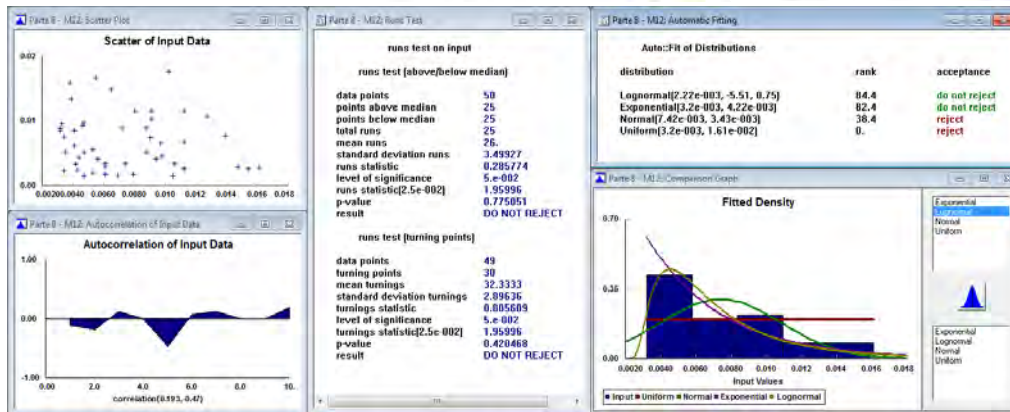 Parte 8 - M12: Scatter Plot
Scatter of Input Data
0.02
0.01
0.00
0.0020 0.0040 0.0060 0.0080 0.010 0.012 0.014 0.016 0.018
Parte 8 - M12: Autocorrelation of Input Data
Autocorrelation of Input Data
1.00
0.00
-1.00
0.00 2.0 4.0 6.0 8.0 10.
correlation(0.193,-0.47)
Parte 8 - M12: Runs Test
runs test on input
runs test (above/below median)
data points 50
points above median 25
points below median 25
total runs 25
mean runs 26.
standard deviation runs 3.49927
runs statistic 0.285774
level of significance 5.e-002
runs statistic[2.5e-002] 1.95996
p-value 0.775051
result DO NOT REJECT
runs test (turning points)
data points 49
turning points 30
mean turnings 32.3333
standard deviation turnings 2.89636
turnings statistic 0.805609
level of significance 5.e-002
turnings statistic[2.5e-002] 1.95996
p-value 0.420468
result DO NOT REJECT
Parte 8 - M12: Automatic Fitting
Auto::Fit of Distributions
distribution rank acceptance
Lognormal(2.22e-003, -5.51, 0.75) 84.4 do not reject
Exponential(3.2e-003, 4.22e-003) 82.4 do not reject
Normal(7.42e-003, 3.43e-003) 38.4 reject
Uniform(3.2e-003, 1.61e-002) 0. reject
Parte 8 - M12: Comparison Graph
Fitted Density
0.70
0.35
0.00
0.0020 0.0040 0.0060 0.0080 0.010 0.012 0.014 0.016 0.018
Input Values
Input Uniform Normal Exponential Lognormal
Exponential
Lognormal
Normal
Uniform
Exponential
Lognormal
Normal
Uniform